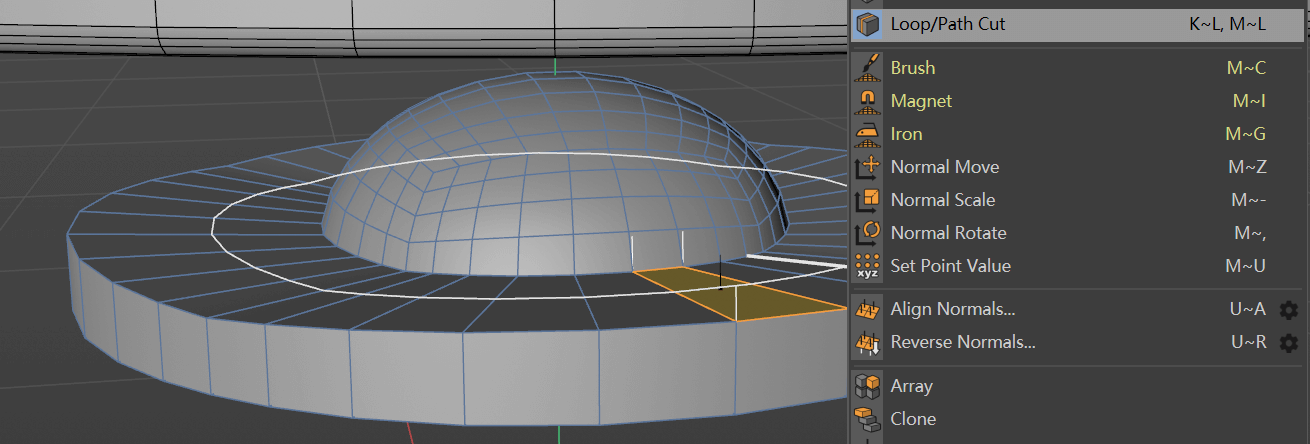 Loop/Path Cut K~L, M~L
Brush M~C
Magnet M~I
Iron M~G
Normal Move M~Z
Normal Scale M~-
Normal Rotate M~,
xyz Set Point Value M~U
Align Normals... U~A
Reverse Normals... U~R
Array
Clone